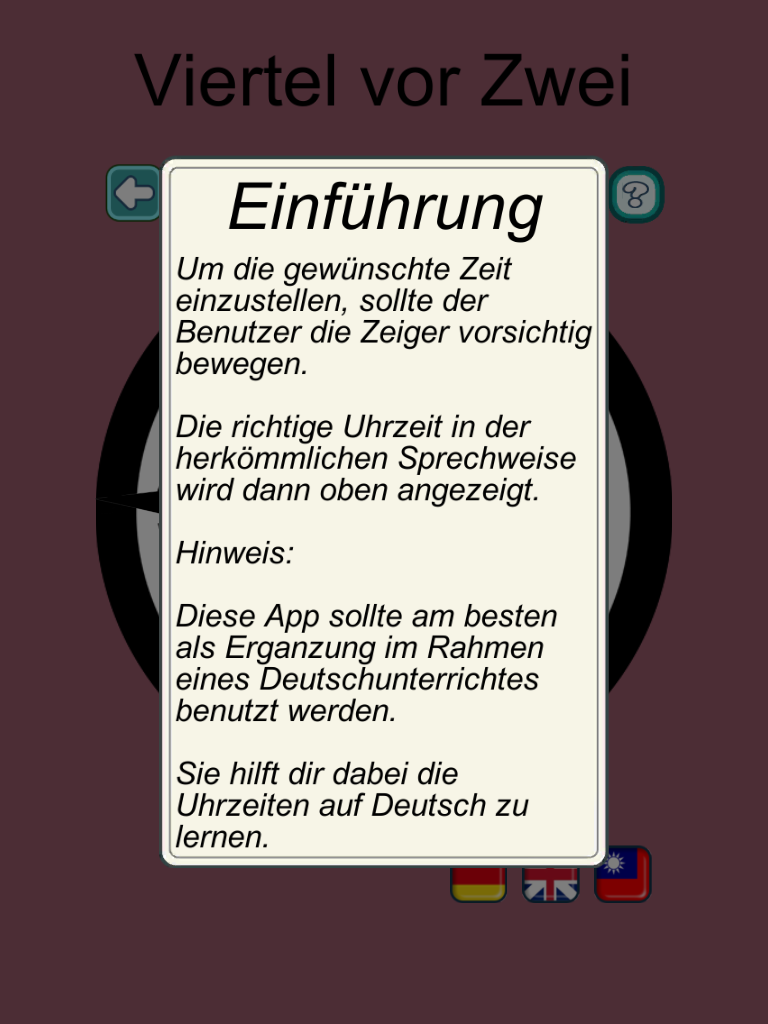 Viertel vor Zwei
Einführung
Um die gewünschte Zeit
einzustellen, sollte der
Benutzer die Zeiger vorsichtig
bewegen.
Die richtige Uhrzeit in der
herkömmlichen Sprechweise
wird dann oben angezeigt.
Hinweis:
Diese App sollte am besten
als Erganzung im Rahmen
eines Deutschunterrichtes
benutzt werden.
Sie hilft dir dabei die
Uhrzeiten auf Deutsch zu
lernen.